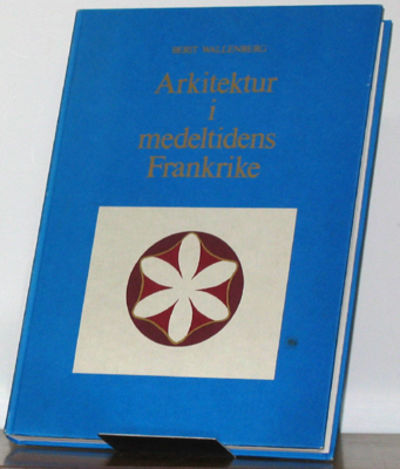 BERIT WALLENBERG
Arkitektur
i
medeltidens
Frankrike